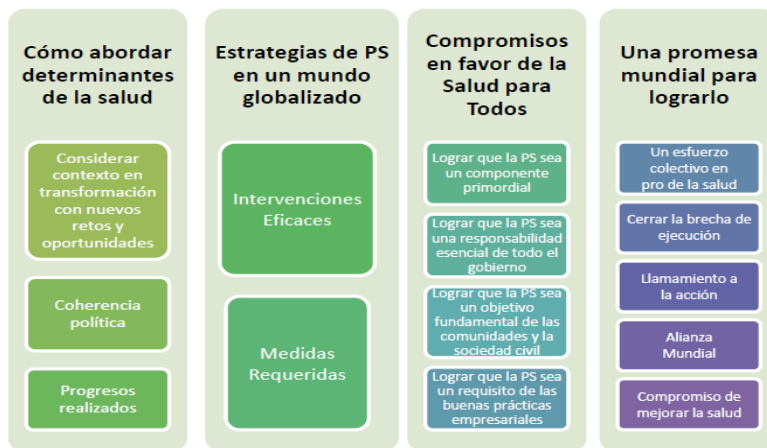 Cómo abordar
determinantes
de la salud
Considerar
contexto en
transformación
con nuevos
retos y
oportunidades
Coherencia
política
Progresos
realizados
Estrategias de PS
en un mundo
globalizado
Intervenciones
Eficaces
Medidas
Requeridas
Compromisos
en favor de la
Salud para
Todos
Lograr que la PS sea
un componente
primordial
Lograr que la PS sea
una responsabilidad
esencial de todo el
gobierno
Lograr que la PS sea
un objetivo
fundamental de las
comunidades y la
sociedad civil
Lograr que la PS sea
un requisito de las
buenas prácticas
empresariales
Una promesa
mundial para
lograrlo
Un esfuerzo
colectivo en
pro de la salud
Cerrar la brecha de
ejecución
Llamamiento a
la acción
Alianza
Mundial
Compromiso de
mejorar la salud